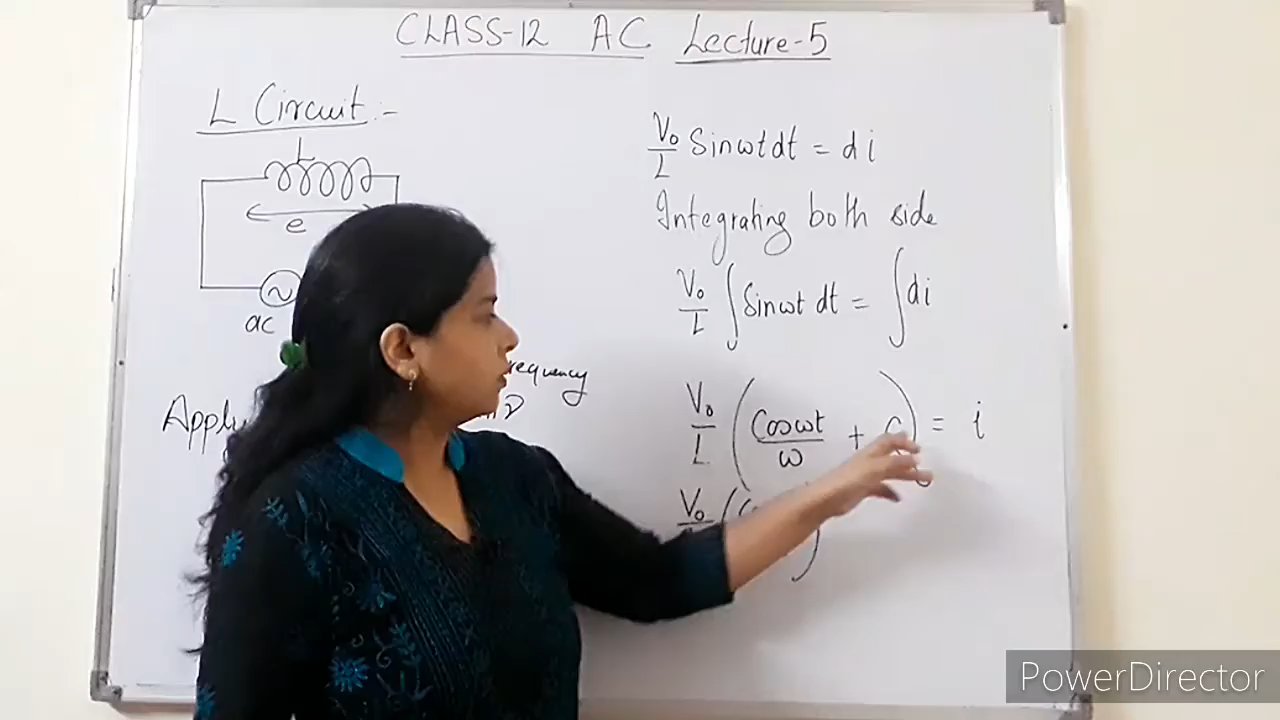 CLASS-12 AC Lecture-5
L Circuit :-
L
e
ac
Apply
V₀/L Sinωt dt = di
Integrating both side
V₀/L ∫ Sinωt dt = ∫ di
V₀/L ( Cosωt/ω + ) = i
V₀
PowerDirector